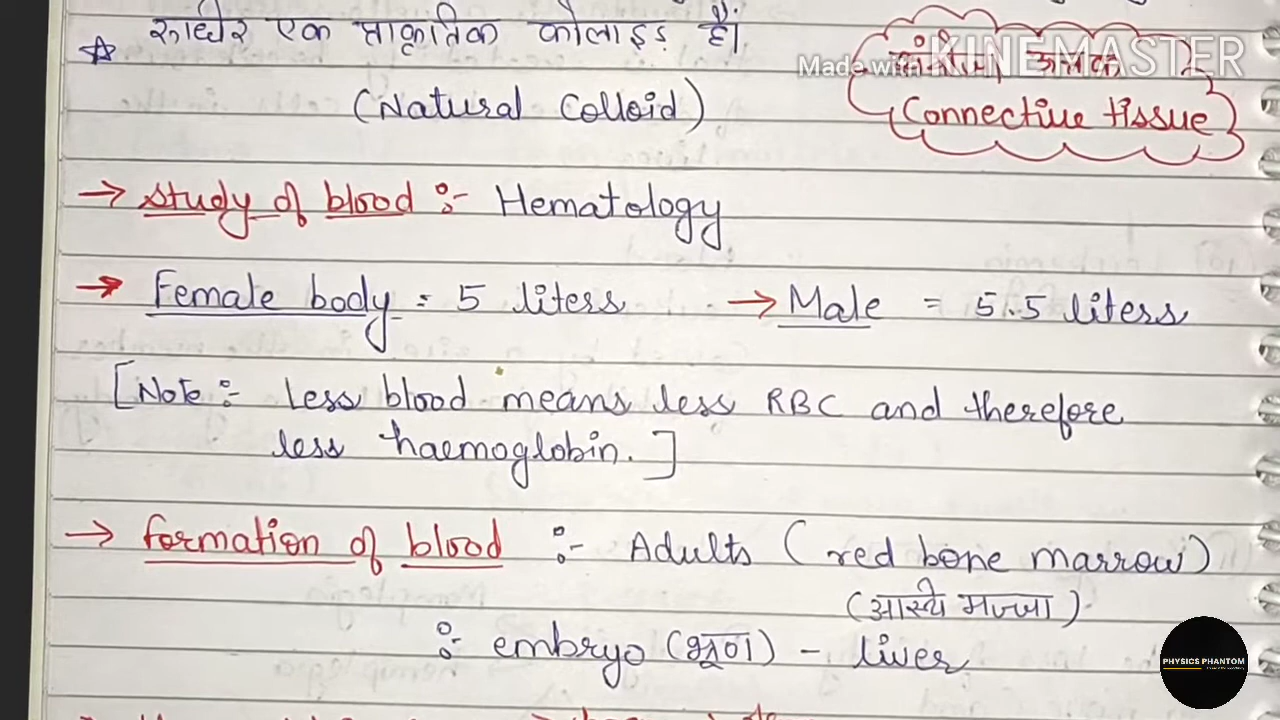 ☆ रुधिर एक प्राकृतिक कोलाइड है।
(Natural Colloid)
Made with KINEMASTER
संयोजी ऊतक
Connective tissue
→ study of blood :- Hematology
→ Female body = 5 liters → Male = 5.5 liters
[Note :- less blood means less RBC and therefore
less haemoglobin.]
→ formation of blood :- Adults (red bone marrow)
(अस्थि मज्जा)
:- embryo (भ्रूण) - liver
PHYSICS PHANTOM